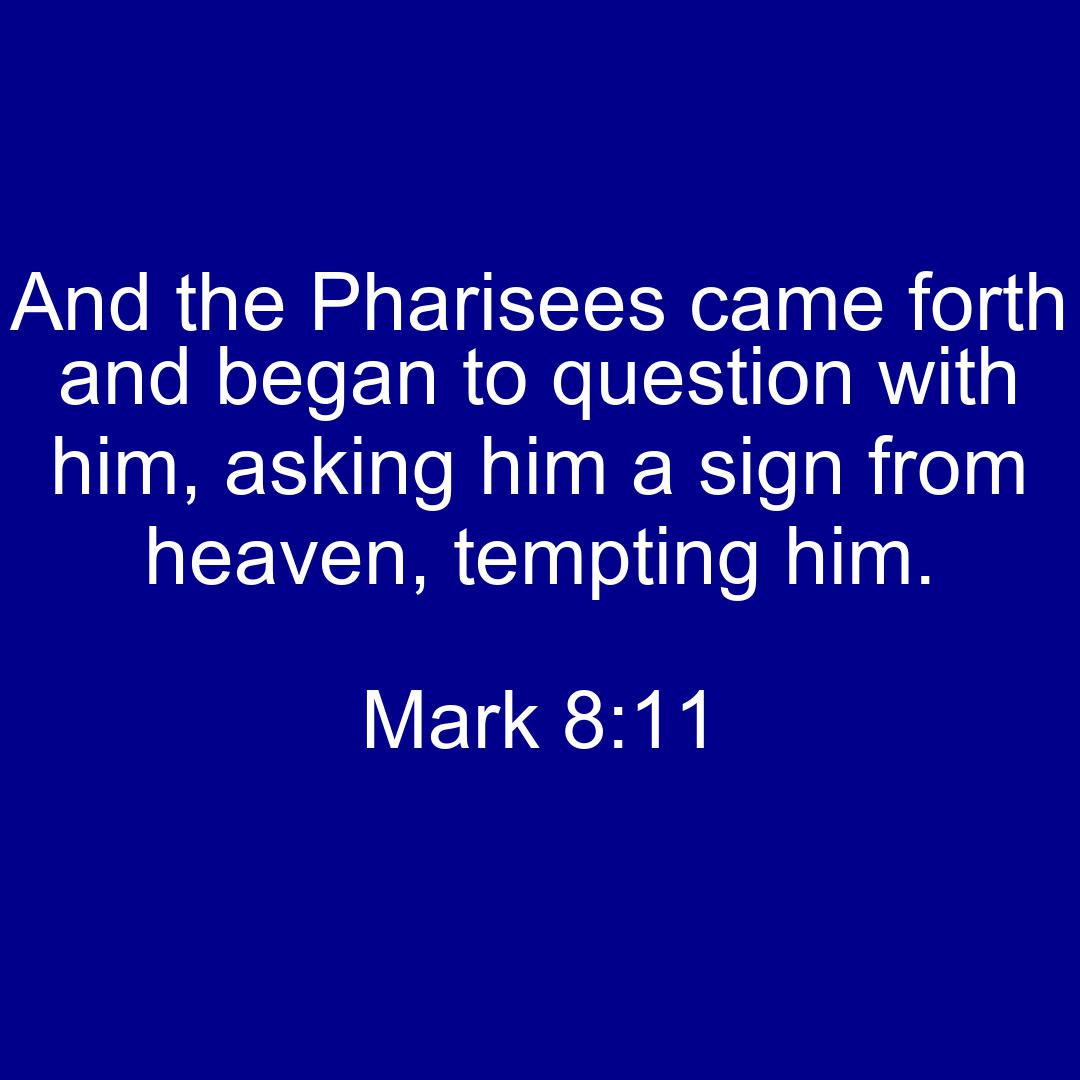 And the Pharisees came forth
and began to question with
him, asking him a sign from
heaven, tempting him.
Mark 8:11